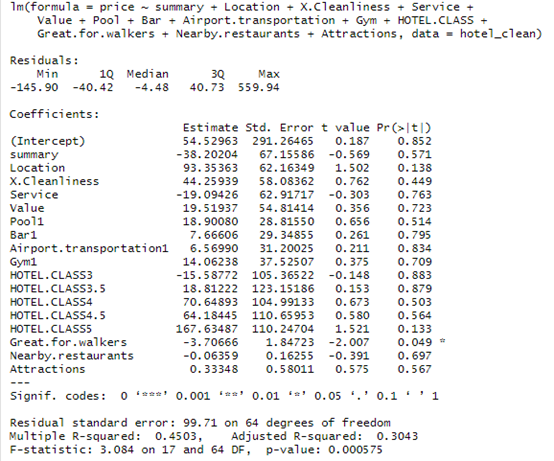 lm(formula = price ~ summary + Location + X.Cleanliness + Service +
Value + Pool + Bar + Airport.transportation + Gym + HOTEL.CLASS +
Great.for.walkers + Nearby.restaurants + Attractions, data = hotel_clean)
Residuals:
Min 1Q Median 3Q Max
-145.90 -40.42 -4.48 40.73 559.94
Coefficients:
Estimate Std. Error t value Pr(>|t|)
(Intercept) 54.52963 291.26465 0.187 0.852
summary -38.20204 67.15586 -0.569 0.571
Location 93.35363 62.16349 1.502 0.138
X.Cleanliness 44.25939 58.08362 0.762 0.449
Service -19.09426 62.91717 -0.303 0.763
Value 19.51937 54.81414 0.356 0.723
Pool1 18.90080 28.81550 0.656 0.514
Bar1 7.66606 29.34855 0.261 0.795
Airport.transportation1 6.56990 31.20025 0.211 0.834
Gym1 14.06238 37.52507 0.375 0.709
HOTEL.CLASS3 -15.58772 105.36522 -0.148 0.883
HOTEL.CLASS3.5 18.81222 123.15186 0.153 0.879
HOTEL.CLASS4 70.64893 104.99133 0.673 0.503
HOTEL.CLASS4.5 64.18445 110.65953 0.580 0.564
HOTEL.CLASS5 167.63487 110.24704 1.521 0.133
Great.for.walkers -3.70666 1.84723 -2.007 0.049 *
Nearby.restaurants -0.06359 0.16255 -0.391 0.697
Attractions 0.33348 0.58011 0.575 0.567
---
Signif. codes: 0 ‘***’ 0.001 ‘**’ 0.01 ‘*’ 0.05 ‘.’ 0.1 ‘ ’ 1
Residual standard error: 99.71 on 64 degrees of freedom
Multiple R-squared: 0.4503, Adjusted R-squared: 0.3043
F-statistic: 3.084 on 17 and 64 DF, p-value: 0.000575